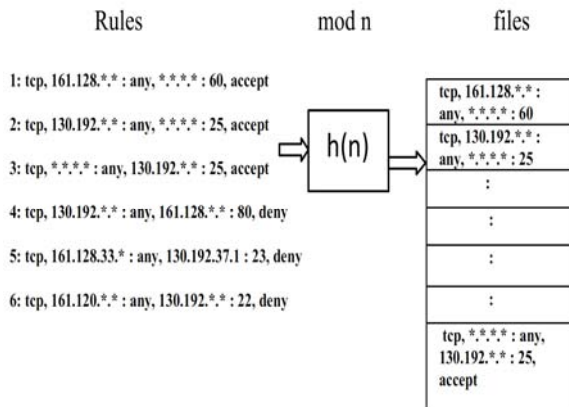 Rules mod n files
1: tcp, 161.128.*.* : any, *.*.*.* : 60, accept
2: tcp, 130.192.*.* : any, *.*.*.* : 25, accept
3: tcp, *.*.*.* : any, 130.192.*.* : 25, accept
4: tcp, 130.192.*.* : any, 161.128.*.* : 80, deny
5: tcp, 161.128.33.* : any, 130.192.37.1 : 23, deny
6: tcp, 161.120.*.* : any, 130.192.*.* : 22, deny
h(n)
tcp, 161.128.*.* :
any, *.*.*.* : 60
tcp, 130.192.*.* :
any, *.*.*.* : 25
:
:
:
:
tcp, *.*.*.* : any,
130.192.*.* : 25,
accept